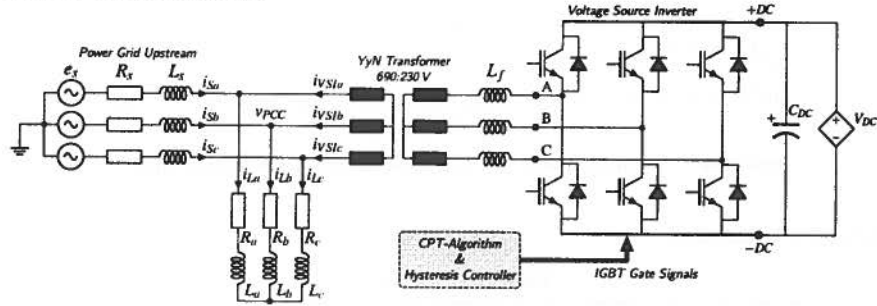 Voltage Source Inverter
+DC
Power Grid Upstream
YyN Transformer
690:230 V
e_s
R_s
L_s
i_Sa
i_VSIa
L_f
A
i_Sb
v_PCC
i_VSIb
B
i_Sc
i_VSIc
C
+
C_DC
+
-
V_DC
i_La
i_Lb
i_Lc
R_a
R_b
R_c
L_a
L_b
L_c
CPT-Algorithm
&
Hysteresis Controller
IGBT Gate Signals
−DC